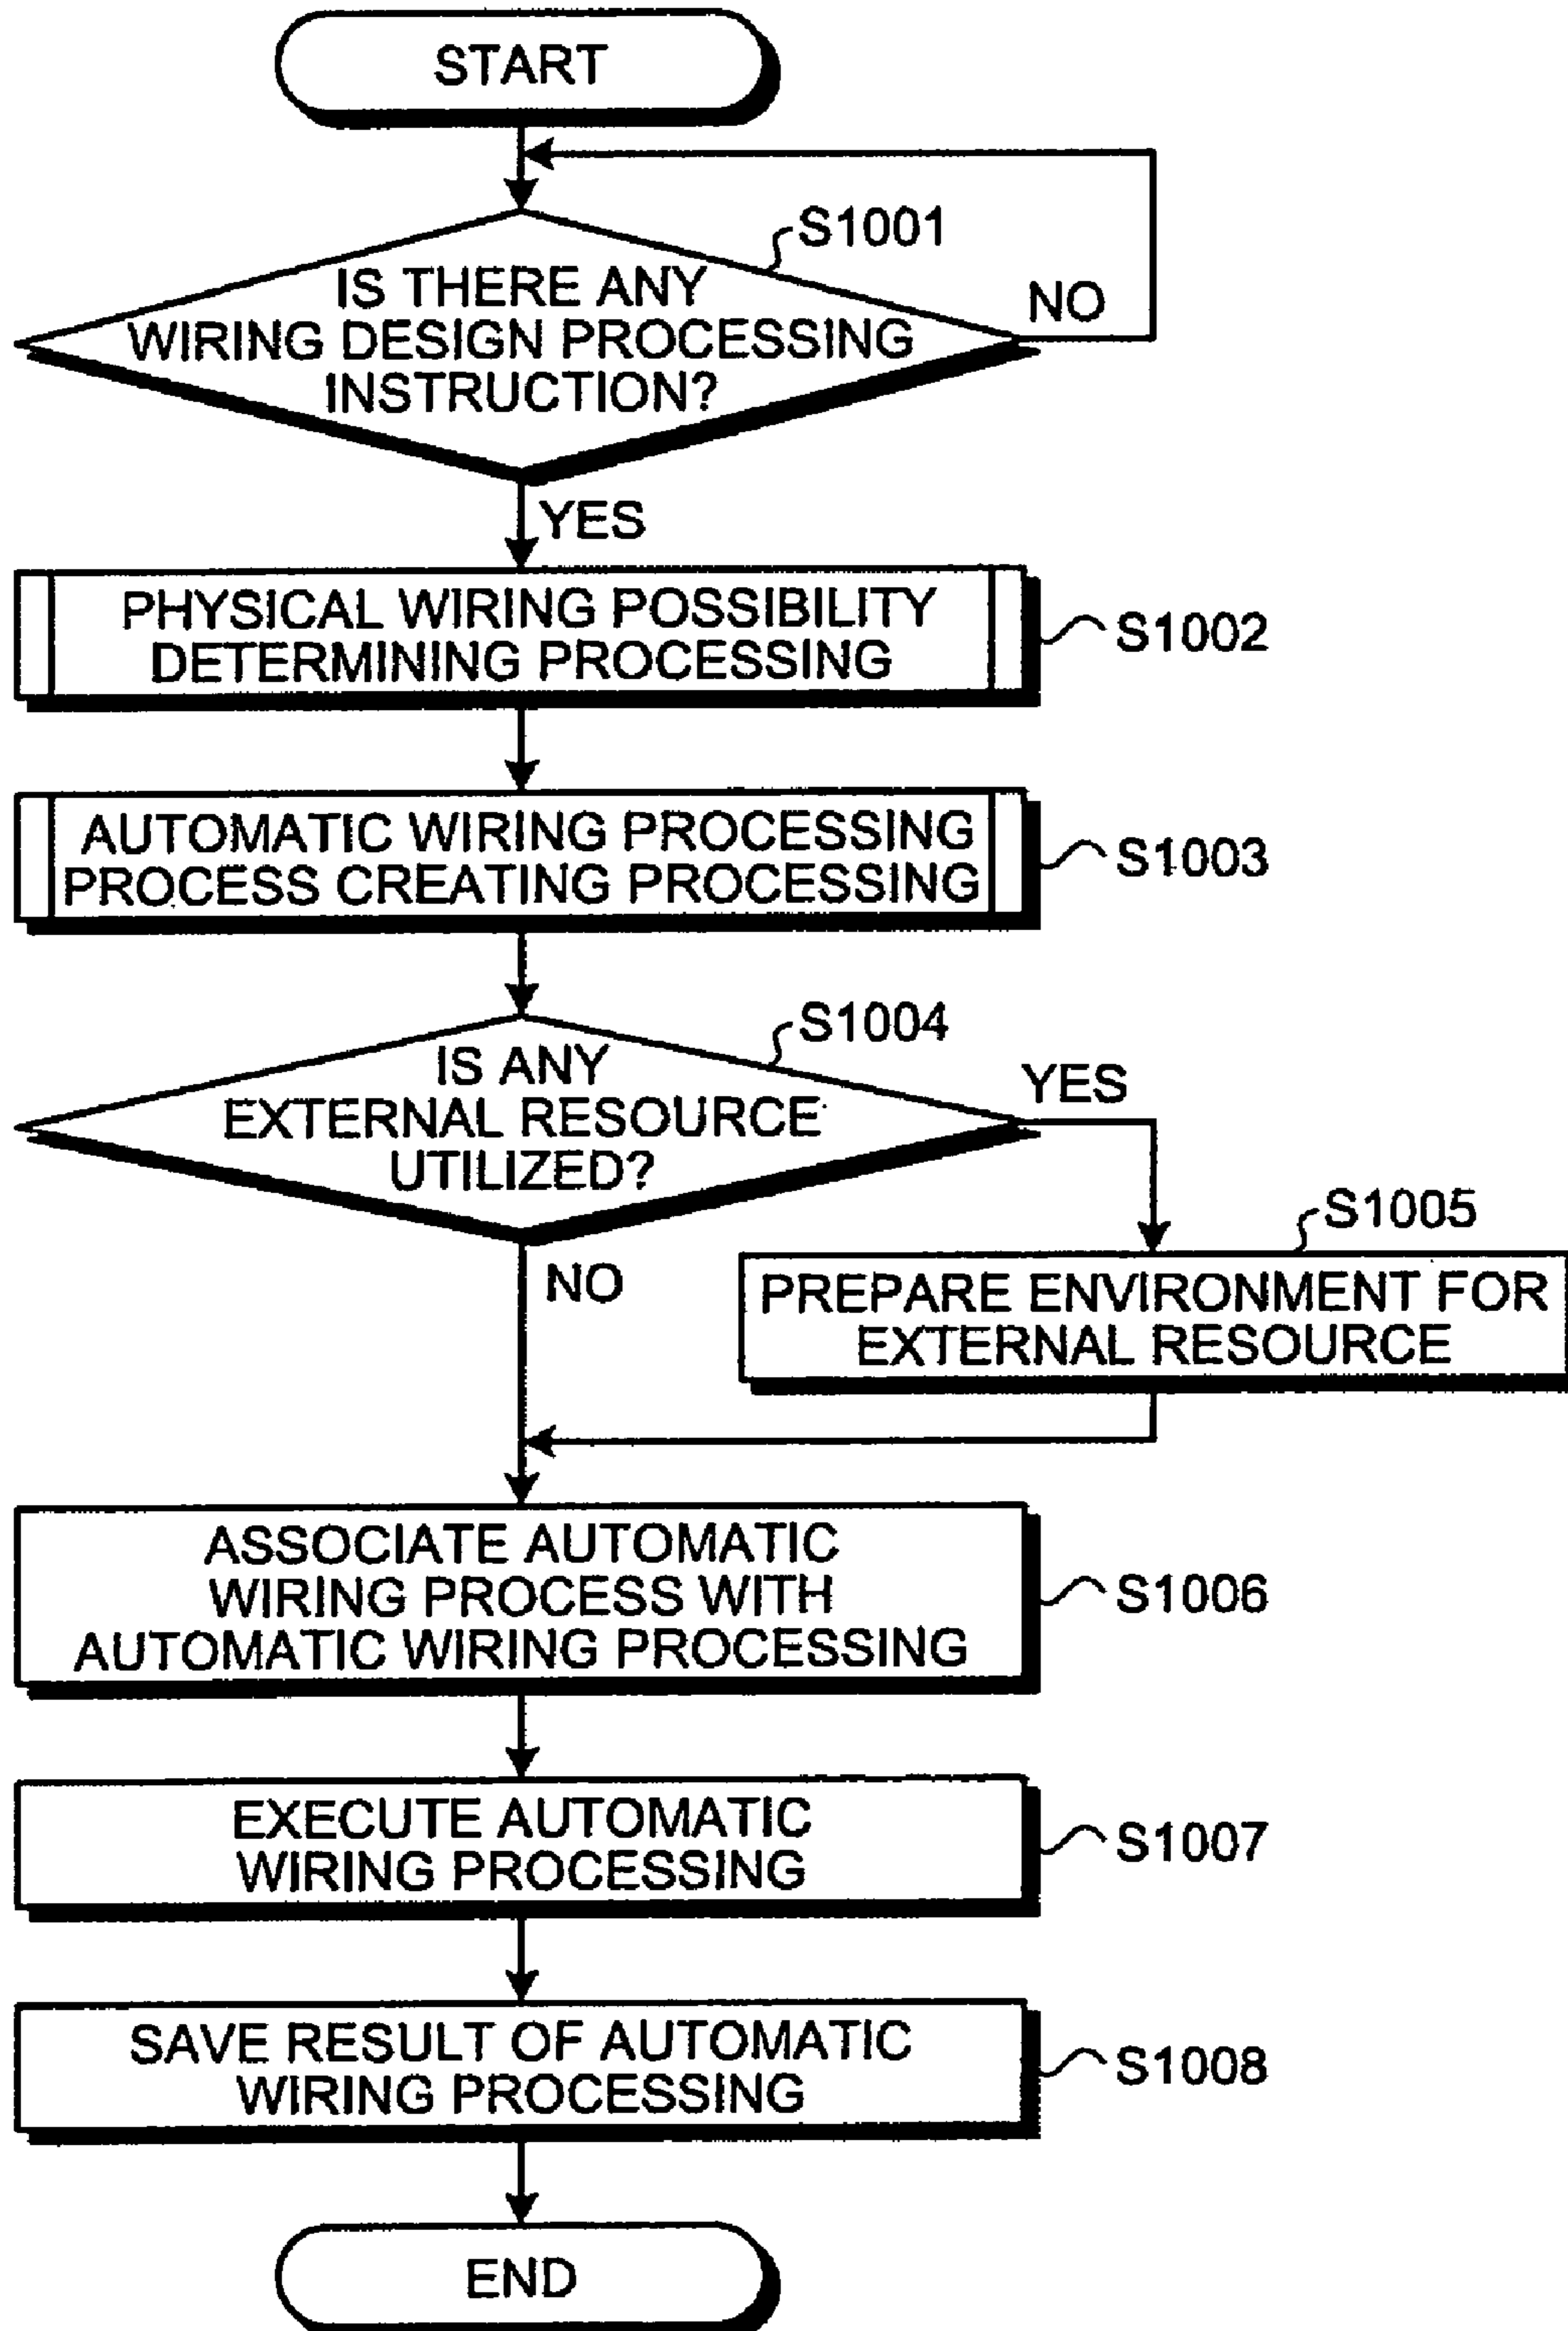 START
S1001
IS THERE ANY
WIRING DESIGN PROCESSING
INSTRUCTION?
NO
YES
PHYSICAL WIRING POSSIBILITY
DETERMINING PROCESSING
S1002
AUTOMATIC WIRING PROCESSING
PROCESS CREATING PROCESSING
S1003
S1004
IS ANY
EXTERNAL RESOURCE
UTILIZED?
YES
NO
S1005
PREPARE ENVIRONMENT FOR
EXTERNAL RESOURCE
ASSOCIATE AUTOMATIC
WIRING PROCESS WITH
AUTOMATIC WIRING PROCESSING
S1006
EXECUTE AUTOMATIC
WIRING PROCESSING
S1007
SAVE RESULT OF AUTOMATIC
WIRING PROCESSING
S1008
END